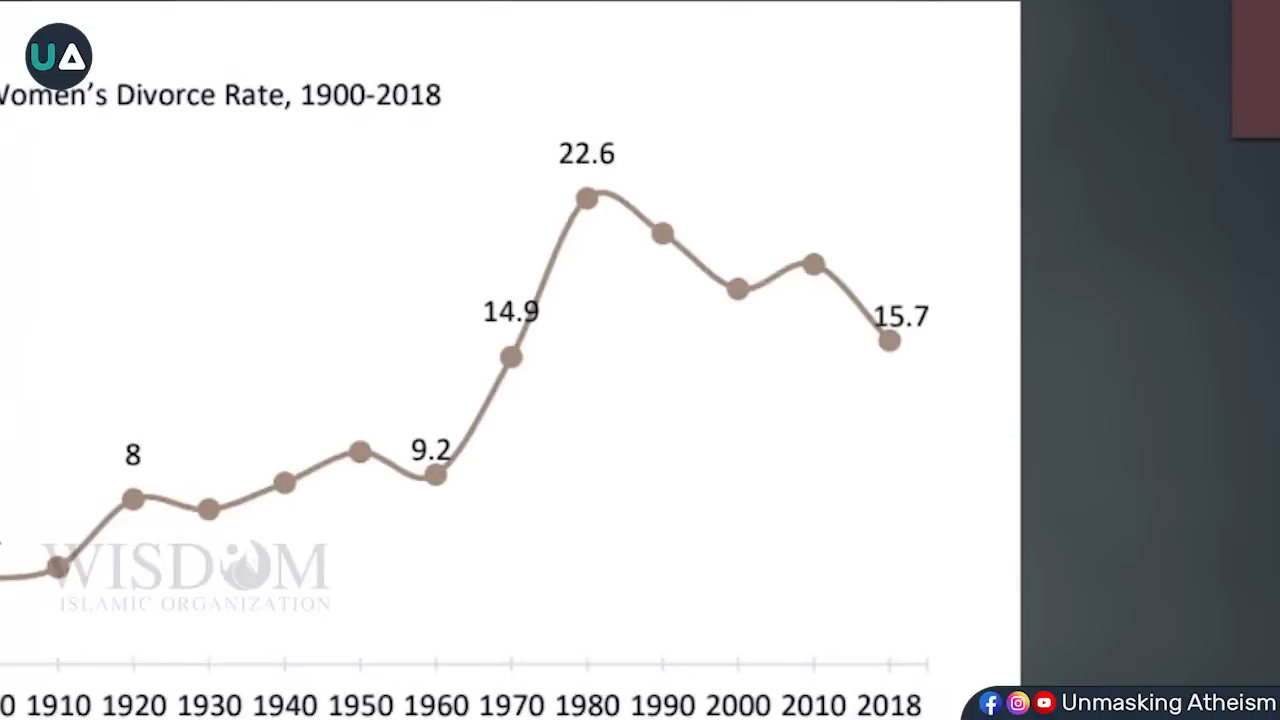 UA
Women's Divorce Rate, 1900-2018
22.6
14.9
15.7
9.2
8
WISDOM
ISLAMIC ORGANIZATION
0 1910 1920 1930 1940 1950 1960 1970 1980 1990 2000 2010 2018
Unmasking Atheism